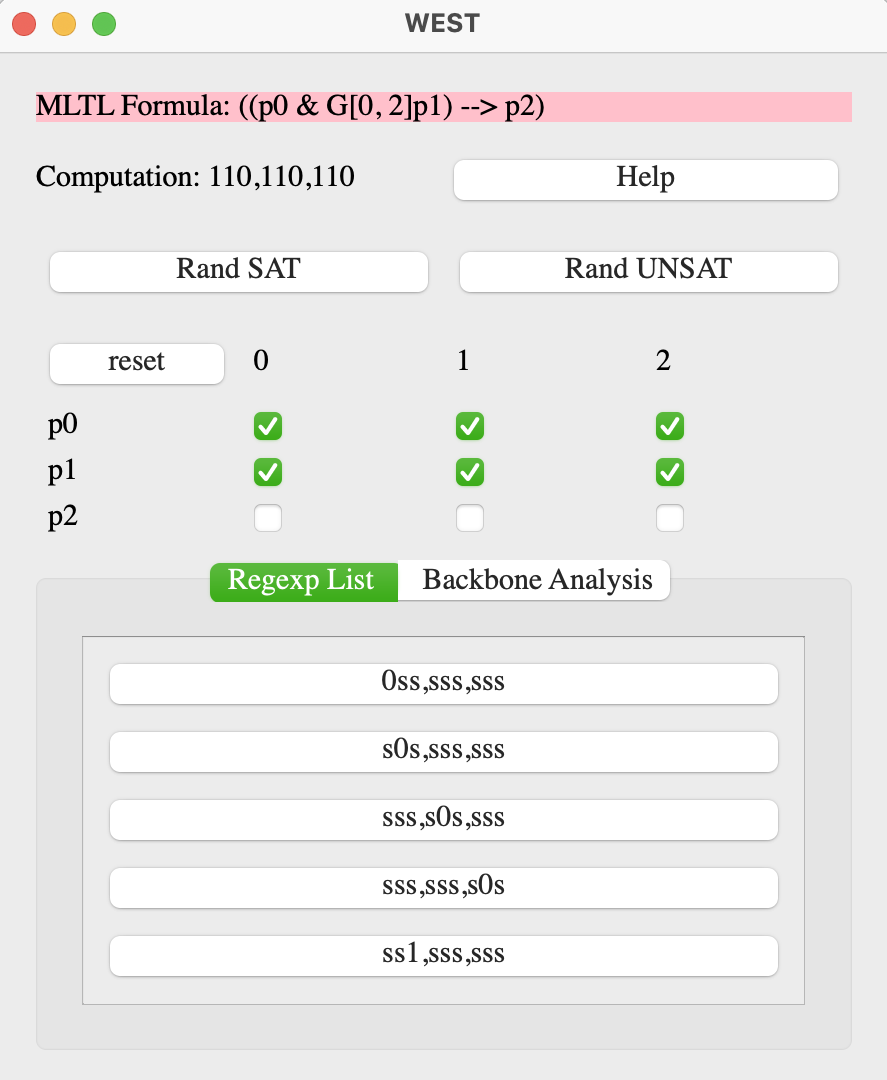 WEST
MLTL Formula: ((p0 & G[0, 2]p1) --> p2)
Computation: 110,110,110
Help
Rand SAT
Rand UNSAT
reset 0 1 2
p0
p1
p2
Regexp List
Backbone Analysis
0ss,sss,sss
s0s,sss,sss
sss,s0s,sss
sss,sss,s0s
ss1,sss,sss